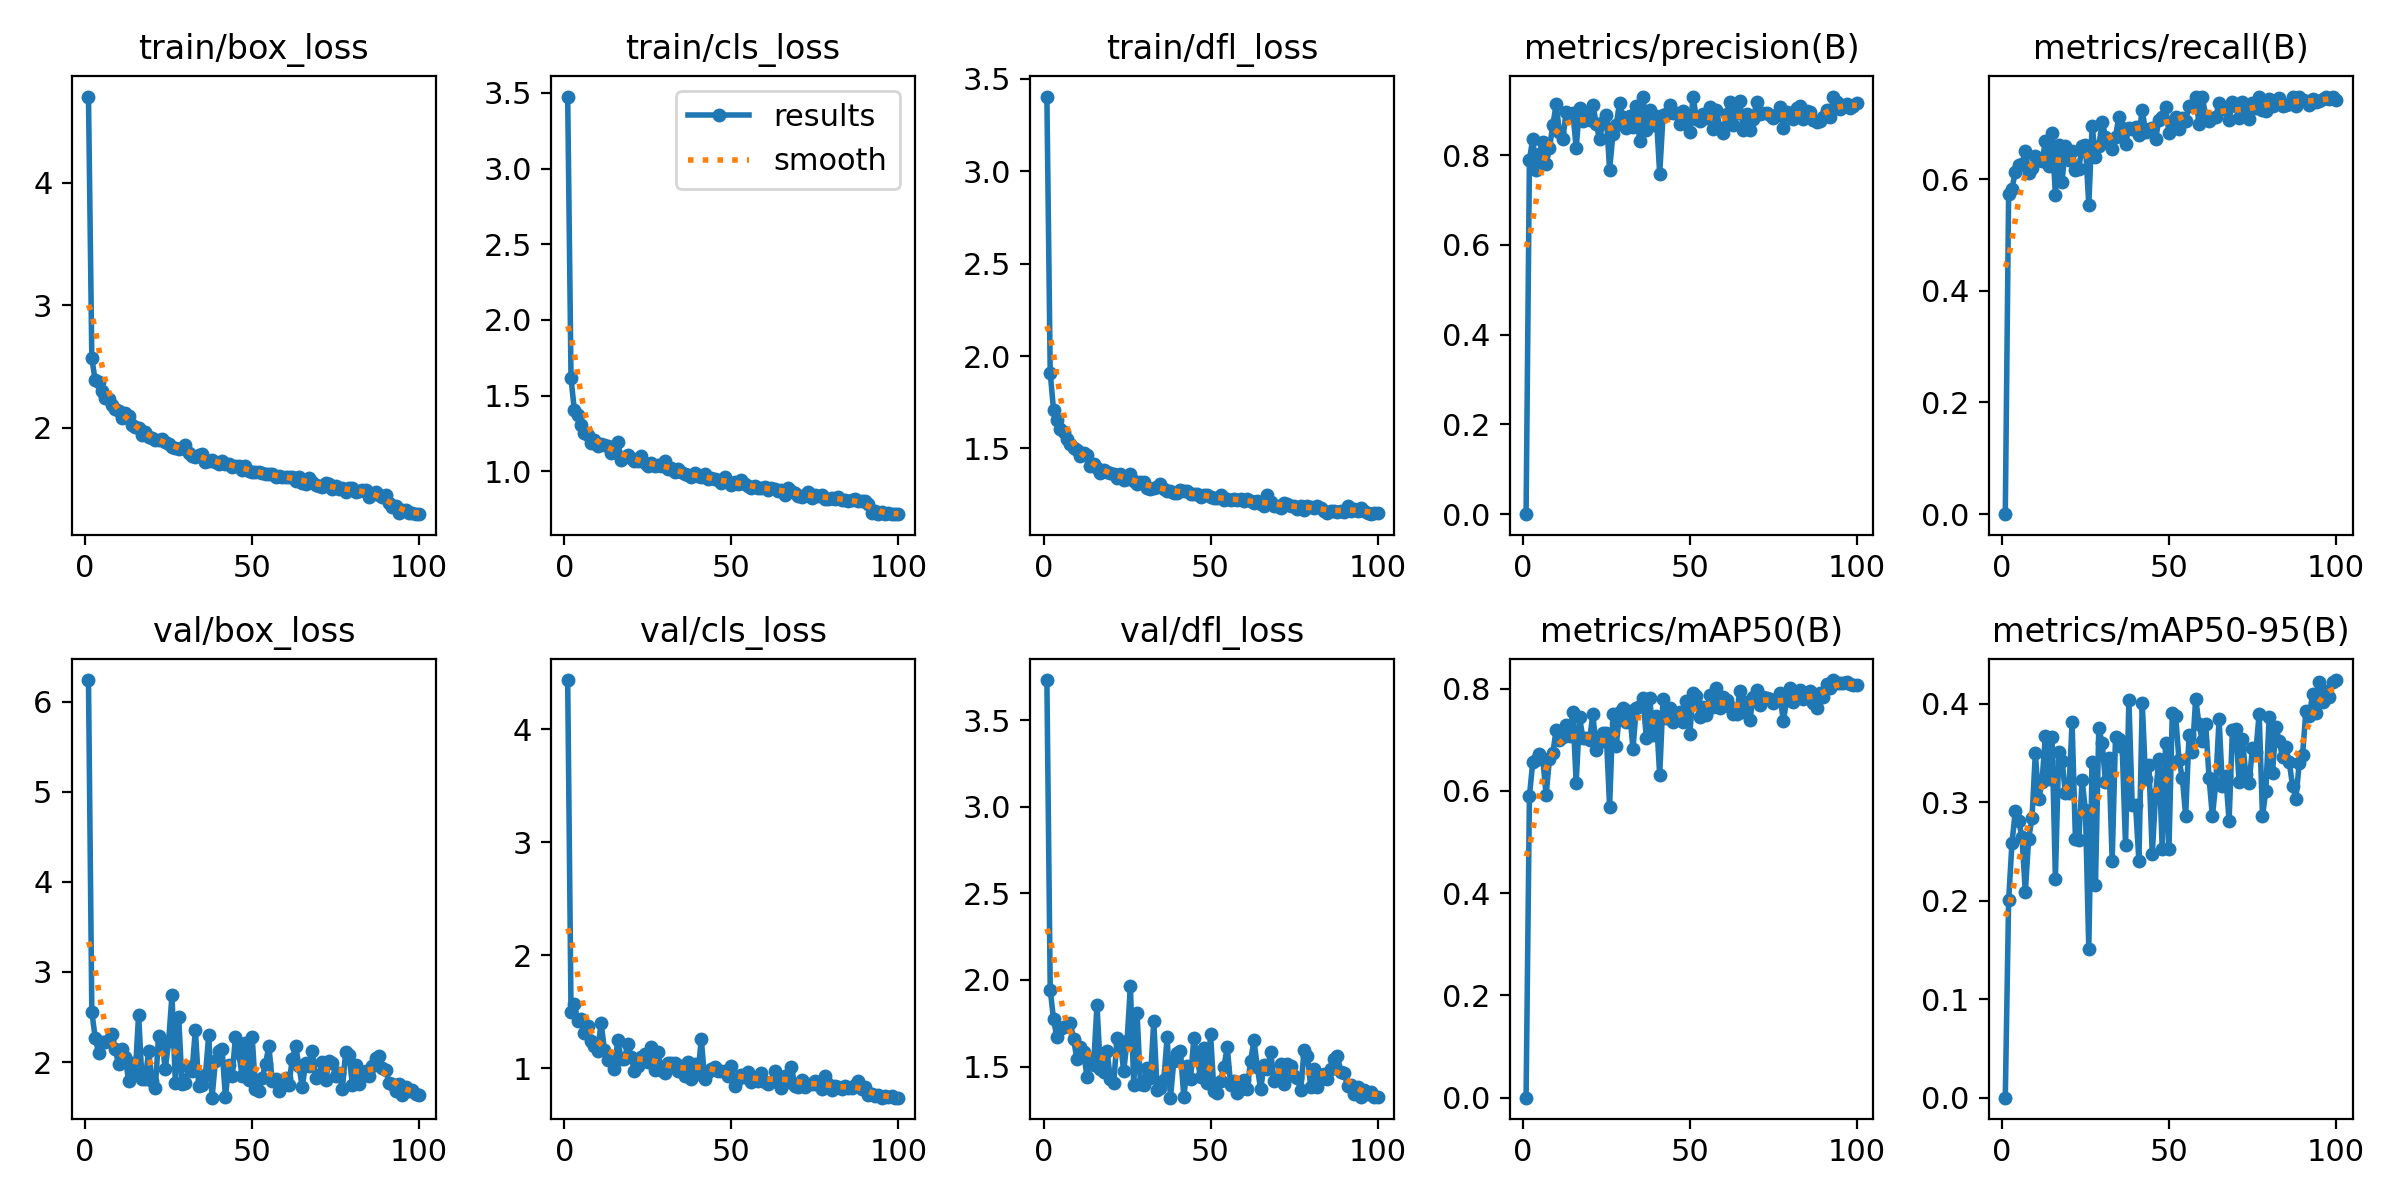 train/box_loss
4
3
2
0 50 100
train/cls_loss
3.5
3.0
2.5
2.0
1.5
1.0
results
smooth
0 50 100
train/dfl_loss
3.5
3.0
2.5
2.0
1.5
0 50 100
metrics/precision(B)
0.8
0.6
0.4
0.2
0.0
0 50 100
metrics/recall(B)
0.6
0.4
0.2
0.0
0 50 100
val/box_loss
6
5
4
3
2
0 50 100
val/cls_loss
4
3
2
1
0 50 100
val/dfl_loss
3.5
3.0
2.5
2.0
1.5
0 50 100
metrics/mAP50(B)
0.8
0.6
0.4
0.2
0.0
0 50 100
metrics/mAP50-95(B)
0.4
0.3
0.2
0.1
0.0
0 50 100